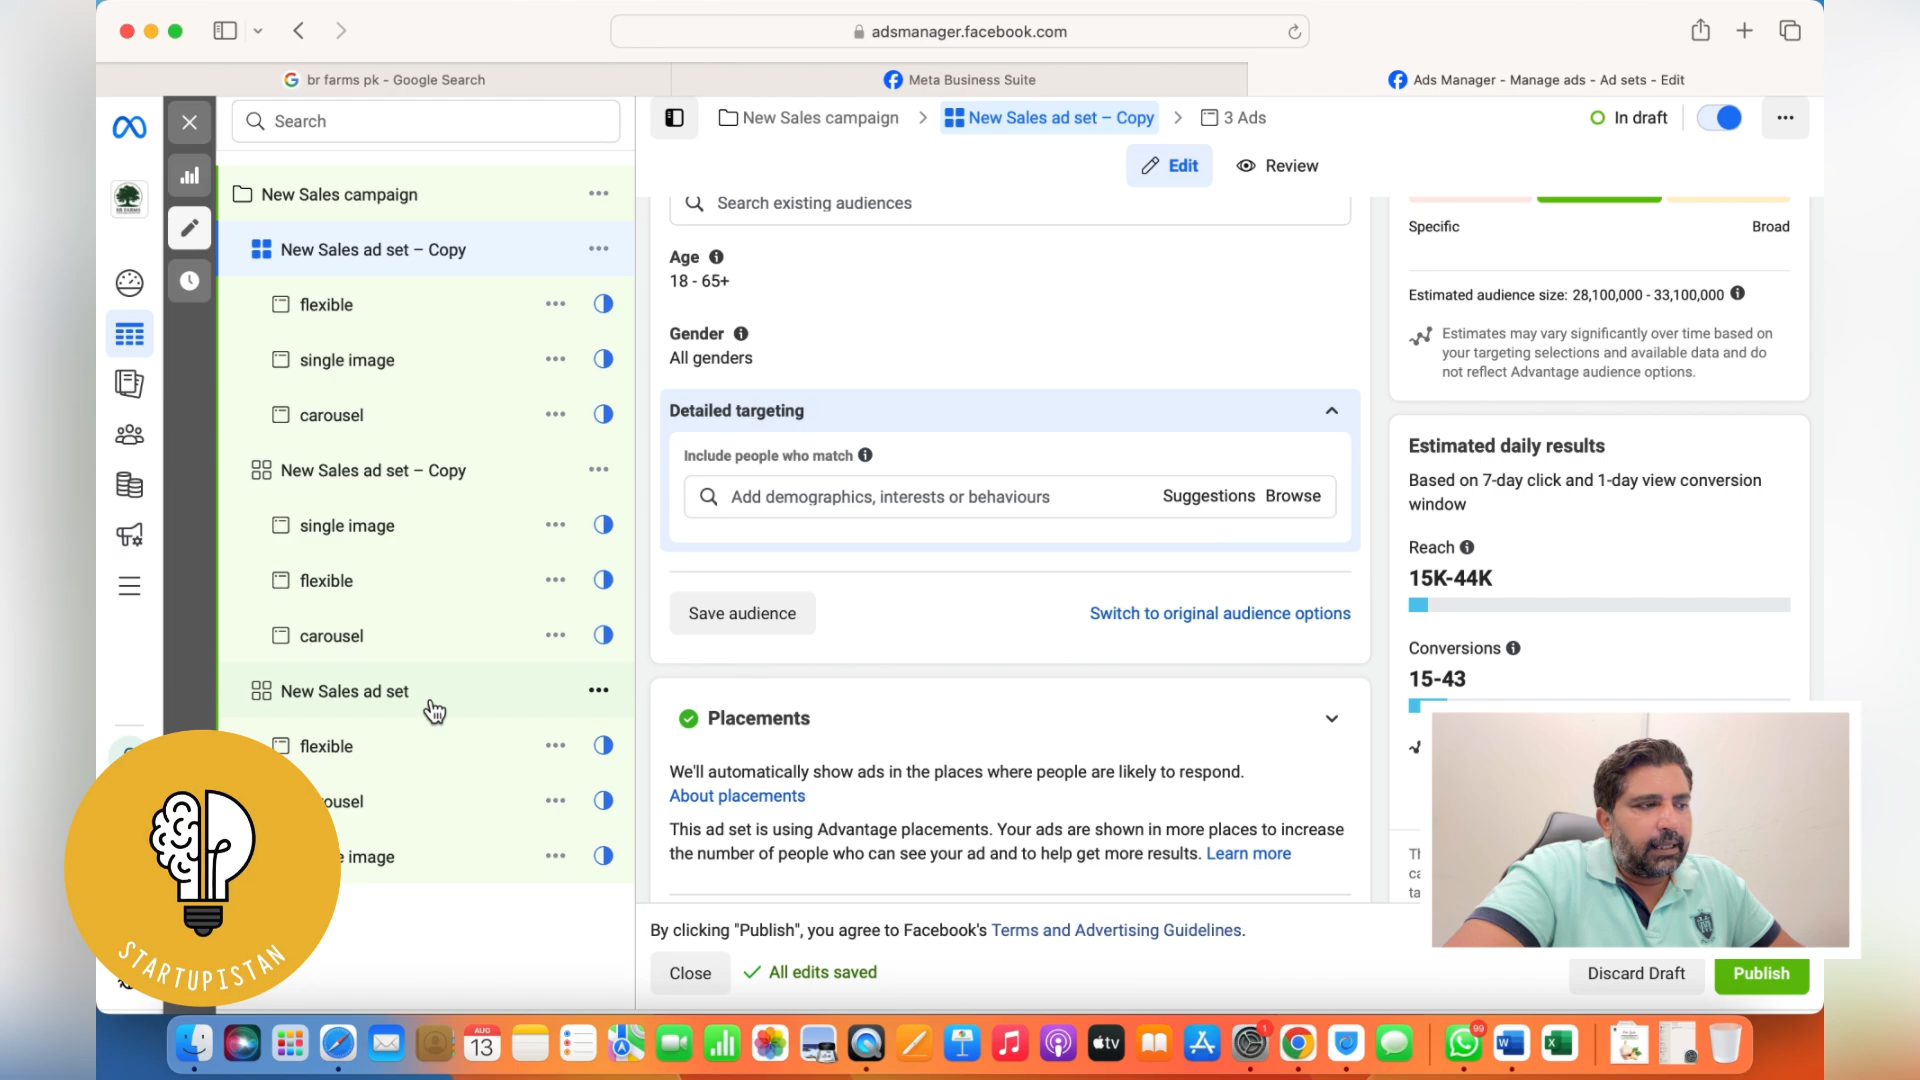 adsmanager.facebook.com
br farms pk - Google Search
Meta Business Suite
Ads Manager - Manage ads - Ad sets - Edit
Search
New Sales campaign
New Sales ad set – Copy
3 Ads
In draft
Edit
Review
New Sales campaign
New Sales ad set – Copy
flexible
single image
carousel
New Sales ad set – Copy
single image
flexible
carousel
New Sales ad set
flexible
ousel
image
Search existing audiences
Age
18 - 65+
Gender
All genders
Detailed targeting
Include people who match
Add demographics, interests or behaviours
Suggestions
Browse
Save audience
Switch to original audience options
Placements
We'll automatically show ads in the places where people are likely to respond.
About placements
This ad set is using Advantage placements. Your ads are shown in more places to increase
the number of people who can see your ad and to help get more results. Learn more
By clicking "Publish", you agree to Facebook's Terms and Advertising Guidelines.
Close
All edits saved
Discard Draft
Publish
Specific
Broad
Estimated audience size: 28,100,000 - 33,100,000
Estimates may vary significantly over time based on
your targeting selections and available data and do
not reflect Advantage audience options.
Estimated daily results
Based on 7-day click and 1-day view conversion
window
Reach
15K-44K
Conversions
15-43
STARTUPISTAN
AUG
13
tv
1
99